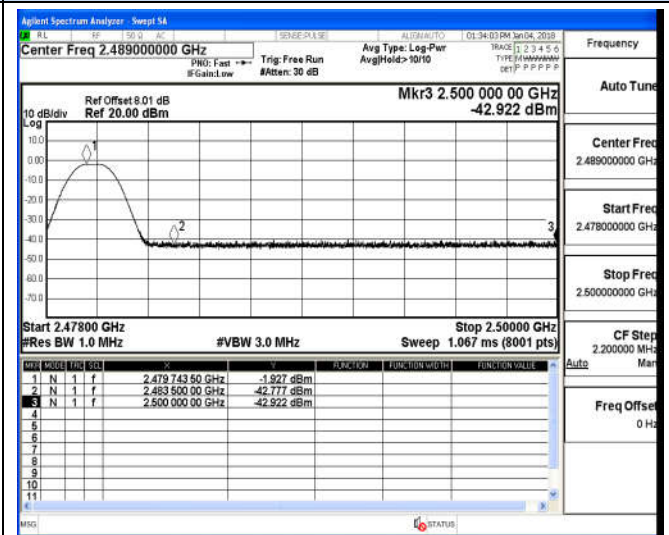 Agilent Spectrum Analyzer - Swept SA
RL RF 50 Ω AC SENSE:PULSE ALIGNAUTO 01:34:03 PM Jan 04, 2018
Center Freq 2.489000000 GHz
PNO: Fast
IFGain:Low
Trig: Free Run
#Atten: 30 dB
Avg Type: Log-Pwr
Avg|Hold:> 10/10
TRACE 1 2 3 4 5 6
TYPE M
DET P P P P P P
Frequency
Auto Tune
Center Freq
2.489000000 GHz
Start Freq
2.478000000 GHz
Stop Freq
2.500000000 GHz
CF Step
2.200000 MHz
Auto Man
Freq Offset
0 Hz
Ref Offset 8.01 dB
10 dB/div Ref 20.00 dBm
Log
Mkr3 2.500 000 00 GHz
-42.922 dBm
10.0
0.00
-10.0
-20.0
-30.0
-40.0
-50.0
-60.0
-70.0
1
2
3
Start 2.47800 GHz Stop 2.50000 GHz
#Res BW 1.0 MHz #VBW 3.0 MHz Sweep 1.067 ms (8001 pts)
MKR MODE TRC SCL X Y FUNCTION FUNCTION WIDTH FUNCTION VALUE
1 N 1 f 2.479 743 50 GHz -1.927 dBm
2 N 1 f 2.483 500 00 GHz -42.777 dBm
3 N 1 f 2.500 000 00 GHz -42.922 dBm
4
5
6
7
8
9
10
11
MSG STATUS